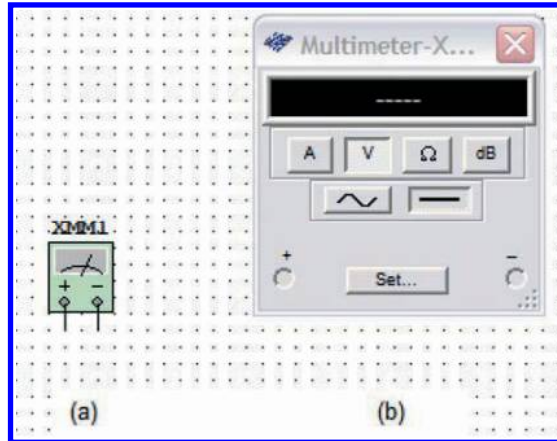 Multimeter-X...
-----
A V Ω dB
XMM1
+ -
+ -
Set...
(a) (b)